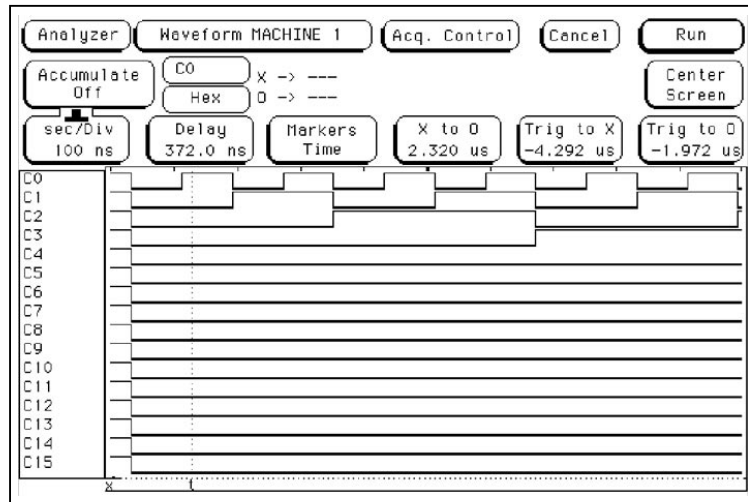 Analyzer Waveform MACHINE 1 Acq. Control Cancel Run
Accumulate Off C0 Hex X -> --- O -> --- Center Screen
sec/Div 100 ns Delay 372.0 ns Markers Time X to O 2.320 us Trig to X -4.292 us Trig to O -1.972 us
C0
C1
C2
C3
C4
C5
C6
C7
C8
C9
C10
C11
C12
C13
C14
C15
x t